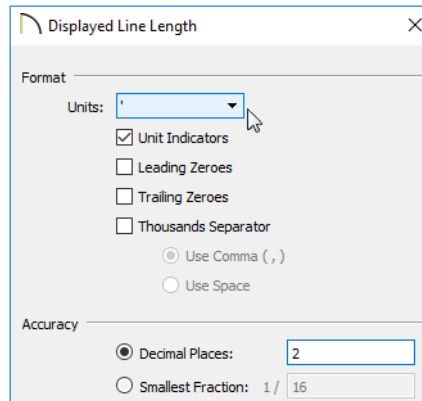 Displayed Line Length
Format
Units: '
Unit Indicators
Leading Zeroes
Trailing Zeroes
Thousands Separator
Use Comma ( , )
Use Space
Accuracy
Decimal Places: 2
Smallest Fraction: 1 / 16